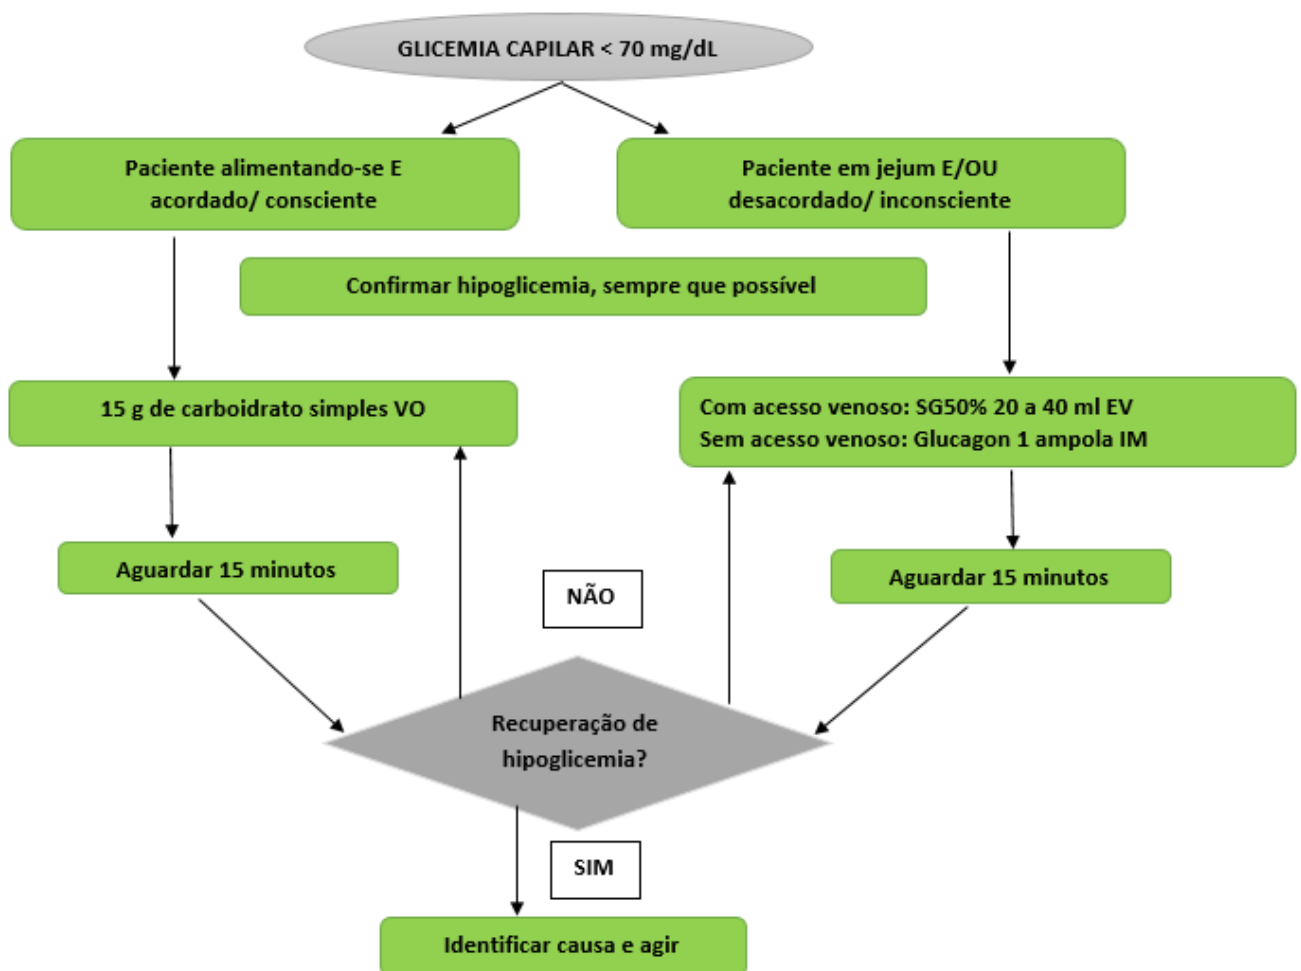 GLICEMIA CAPILAR < 70 mg/dL
Paciente alimentando-se E
acordado/ consciente
Paciente em jejum E/OU
desacordado/ inconsciente
Confirmar hipoglicemia, sempre que possível
15 g de carboidrato simples VO
Com acesso venoso: SG50% 20 a 40 ml EV
Sem acesso venoso: Glucagon 1 ampola IM
Aguardar 15 minutos
Aguardar 15 minutos
NÃO
Recuperação de
hipoglicemia?
SIM
Identificar causa e agir